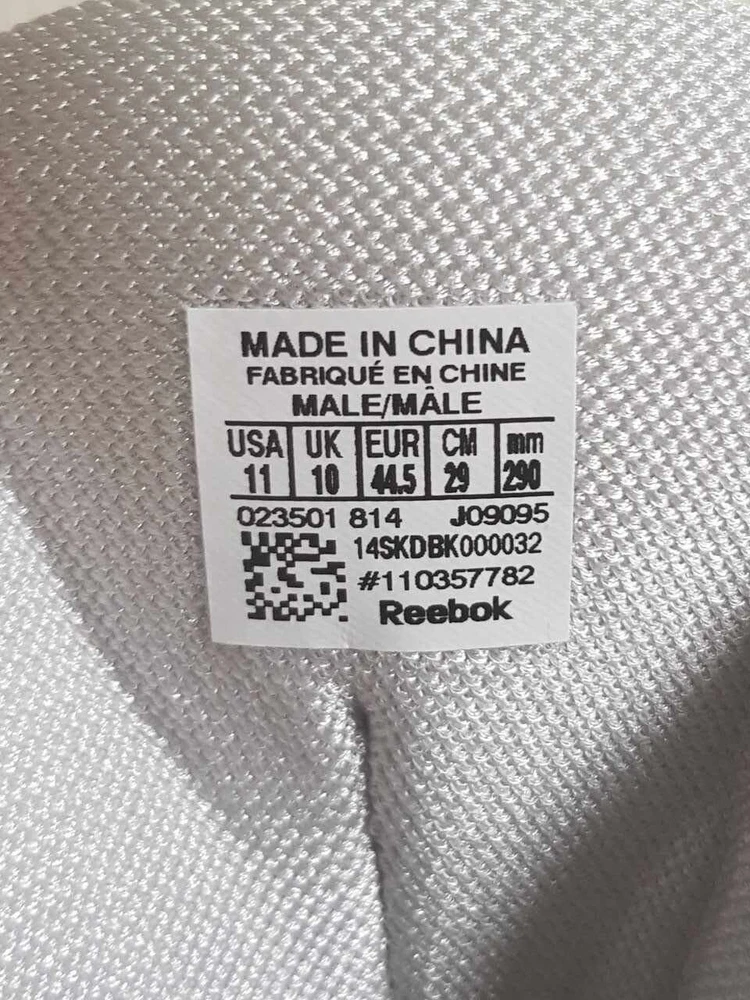 MADE IN CHINA
FABRIQUÉ EN CHINE
MALE/MÂLE
USA UK EUR CM mm
11 10 44.5 29 290
023501 814 J09095
14SKDBK000032
#110357782
Reebok